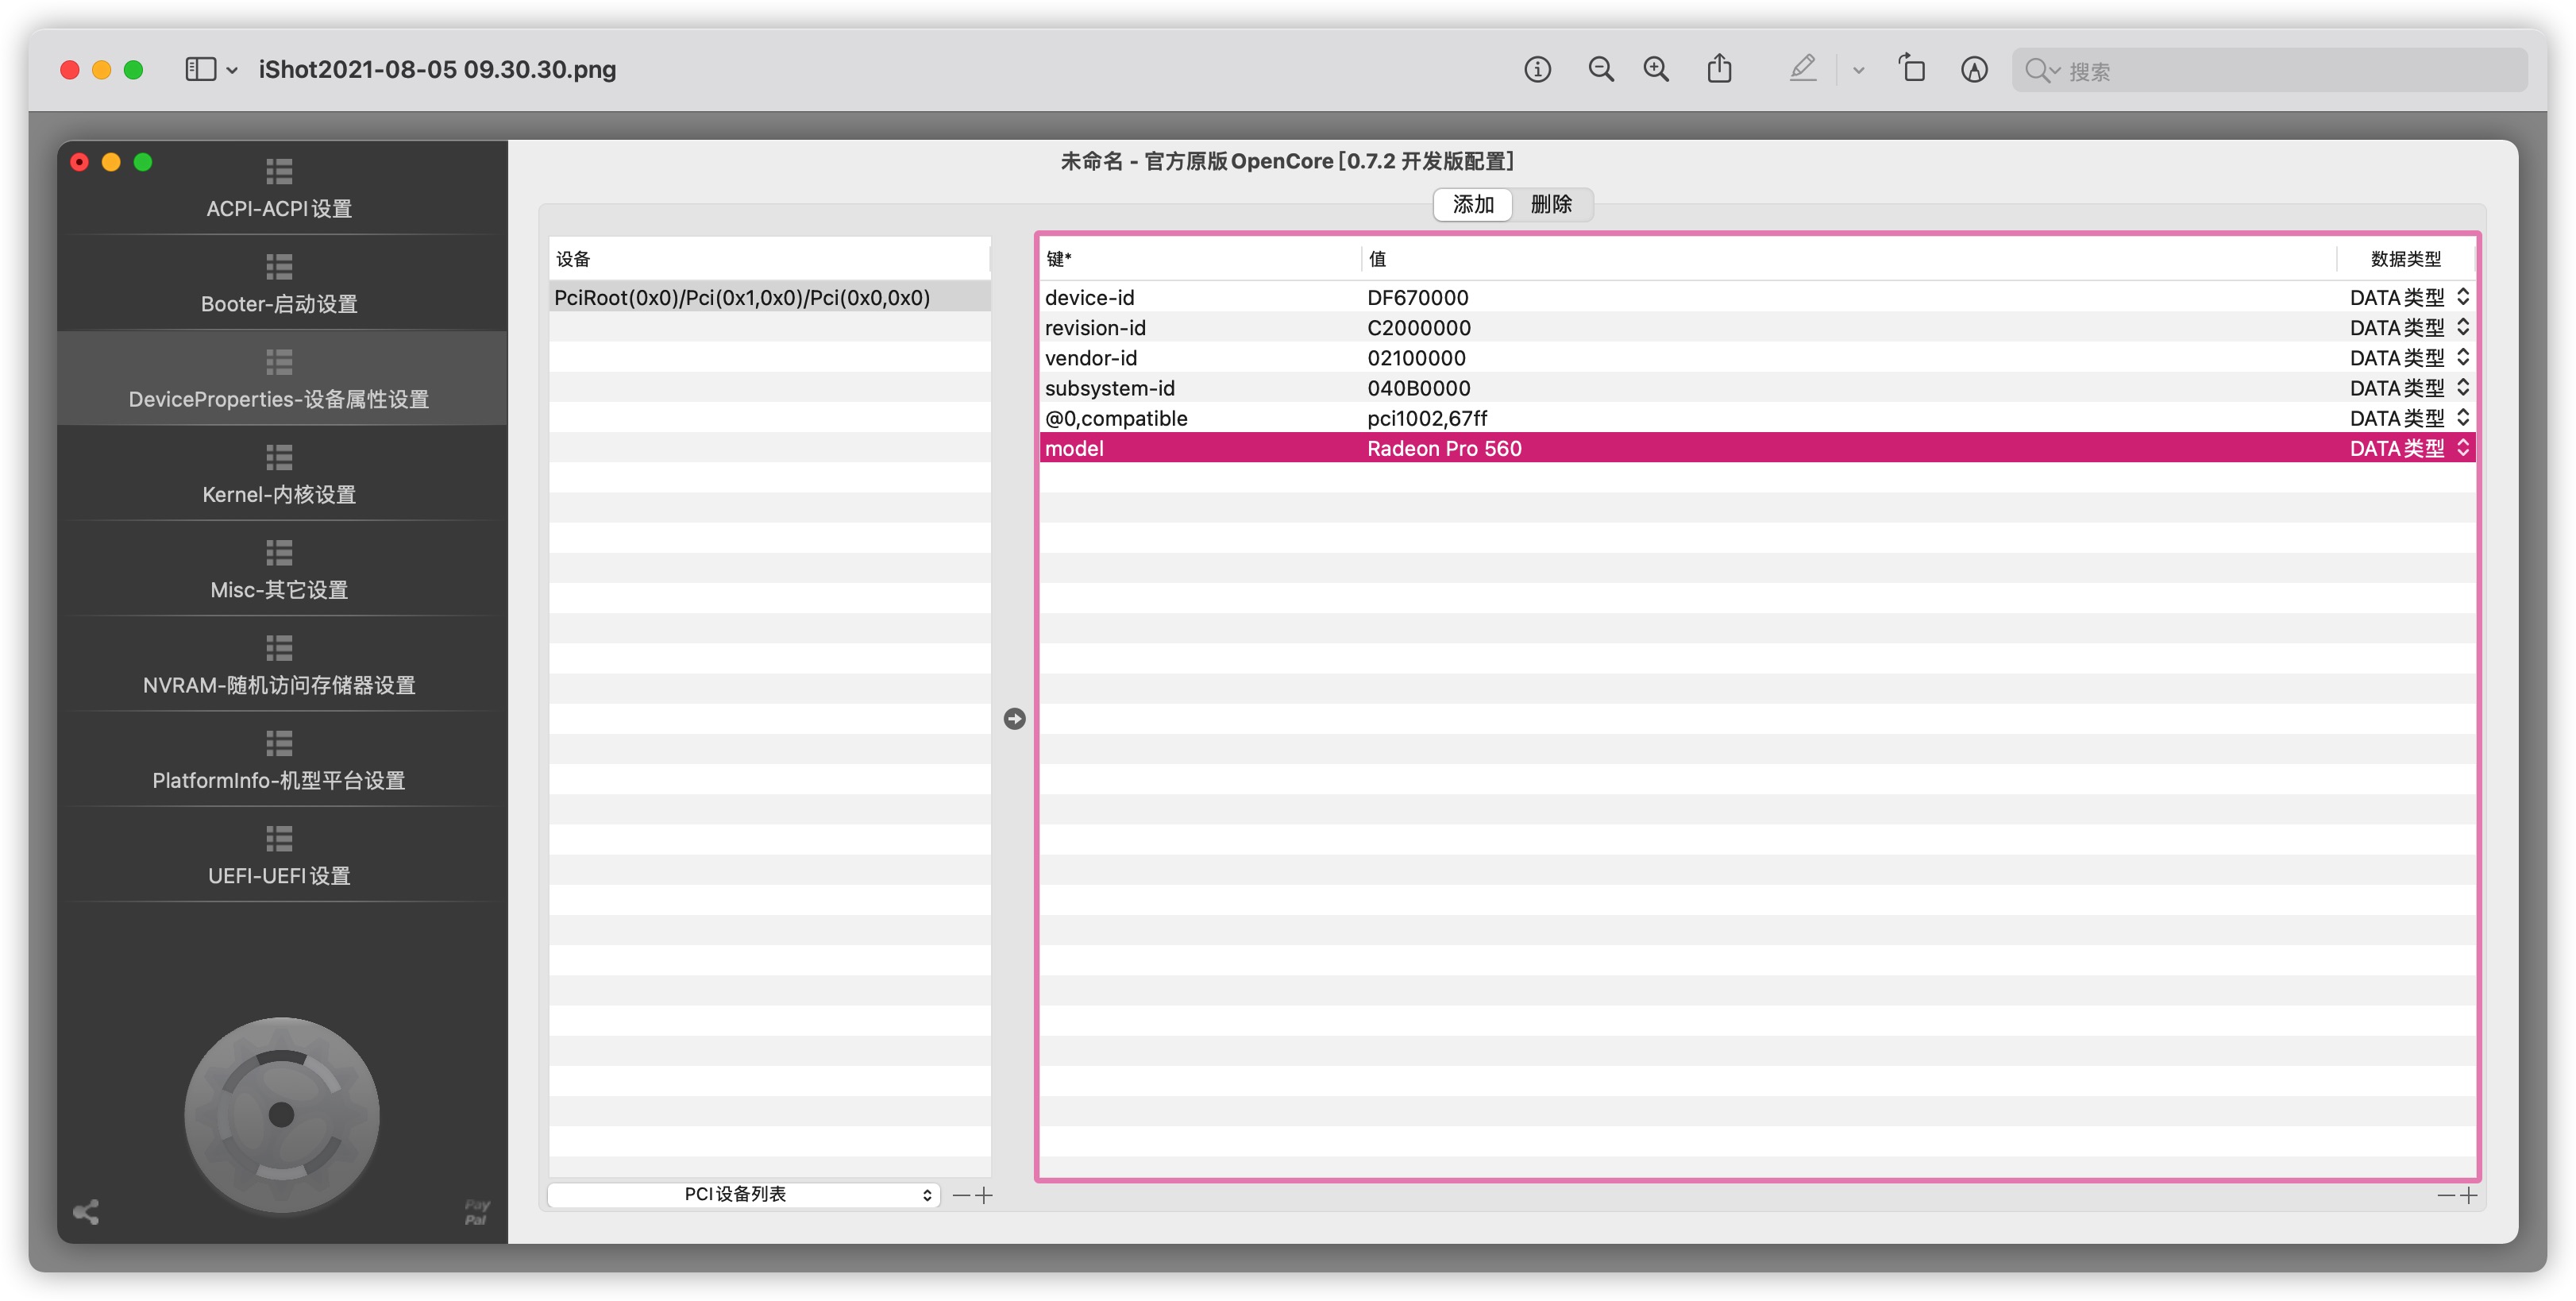 iShot2021-08-05 09.30.30.png
搜索
未命名 - 官方原版OpenCore[0.7.2 开发版配置]
添加 删除
ACPI-ACPI设置
Booter-启动设置
DeviceProperties-设备属性设置
Kernel-内核设置
Misc-其它设置
NVRAM-随机访问存储器设置
PlatformInfo-机型平台设置
UEFI-UEFI设置
Pay
Pal
设备
PciRoot(0x0)/Pci(0x1,0x0)/Pci(0x0,0x0)
PCI设备列表
键* 值 数据类型
device-id DF670000 DATA类型
revision-id C2000000 DATA类型
vendor-id 02100000 DATA类型
subsystem-id 040B0000 DATA类型
@0,compatible pci1002,67ff DATA类型
model Radeon Pro 560 DATA类型